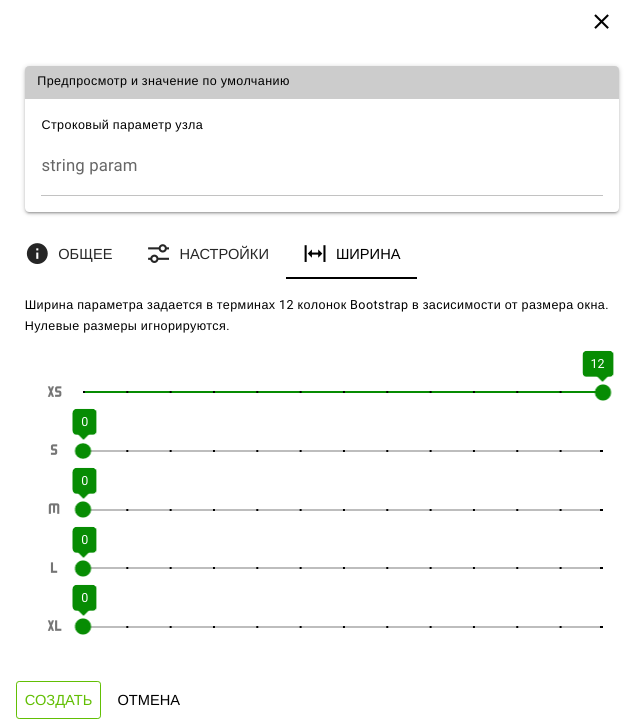 Предпросмотр и значение по умолчанию
Строковый параметр узла
string param
ОБЩЕЕ НАСТРОЙКИ ШИРИНА
Ширина параметра задается в терминах 12 колонок Bootstrap в засисимости от размера окна.
Нулевые размеры игнорируются.
12
XS
0
S
0
M
0
L
0
XL
СОЗДАТЬ ОТМЕНА